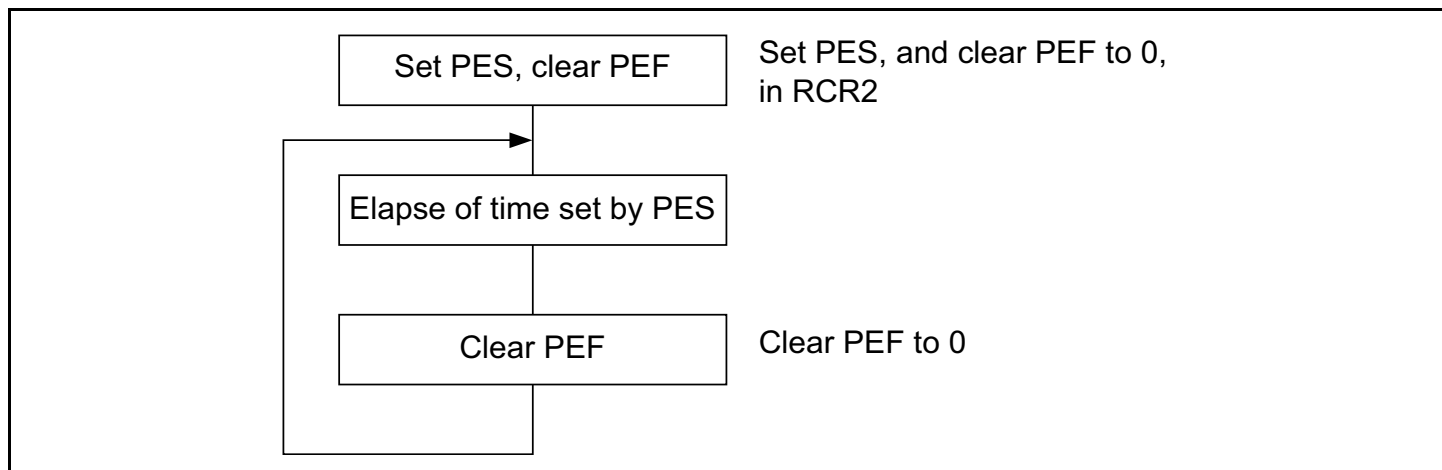 Set PES, clear PEF
Set PES, and clear PEF to 0,
in RCR2
Elapse of time set by PES
Clear PEF
Clear PEF to 0